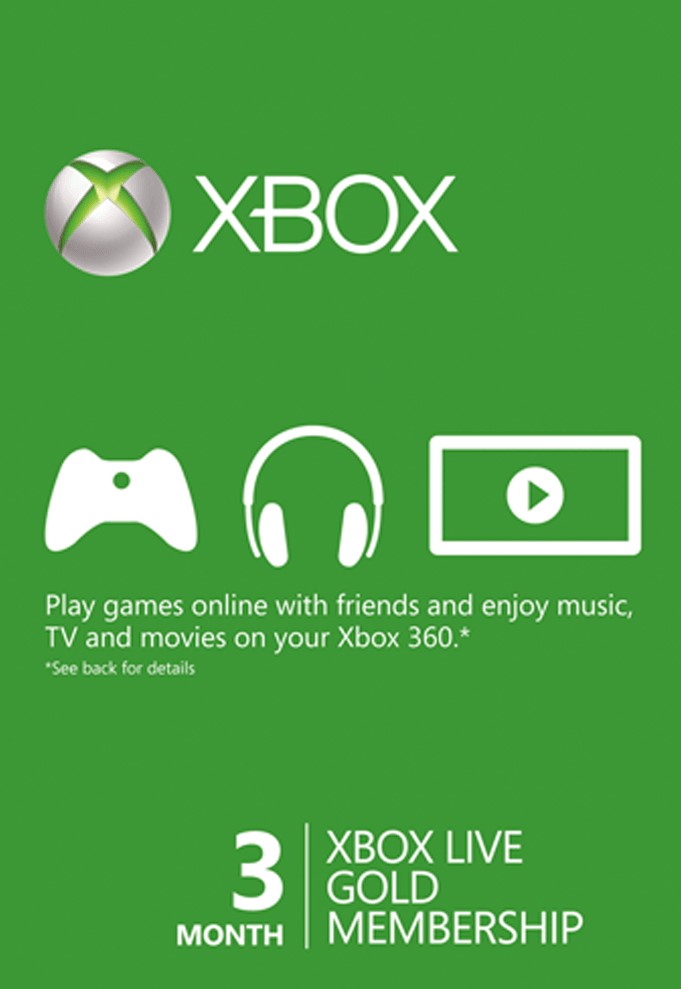 XBOX
Play games online with friends and enjoy music,
TV and movies on your Xbox 360.*
*See back for details
3
MONTH
XBOX LIVE
GOLD
MEMBERSHIP